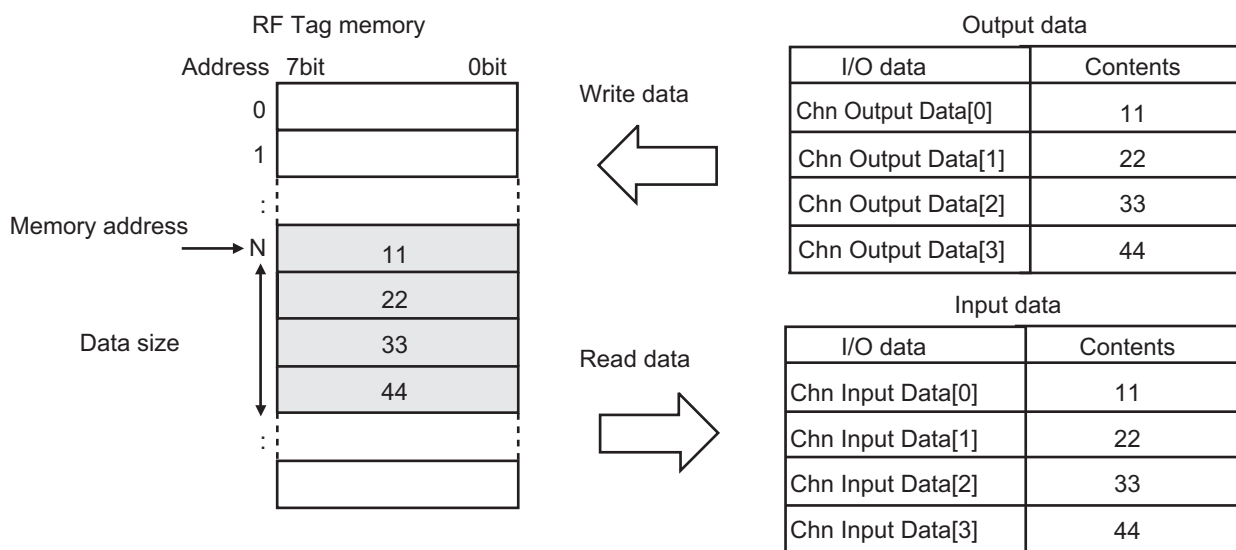 RF Tag memory
Address 7bit 0bit
0
1
:
Memory address
N
11
22
Data size
33
44
:
Write data
Read data
Output data
I/O data Contents
Chn Output Data[0] 11
Chn Output Data[1] 22
Chn Output Data[2] 33
Chn Output Data[3] 44
Input data
I/O data Contents
Chn Input Data[0] 11
Chn Input Data[1] 22
Chn Input Data[2] 33
Chn Input Data[3] 44